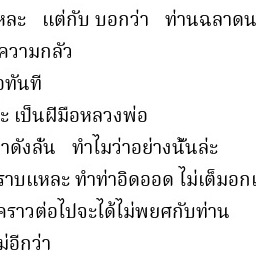 หละ แต่กับ บอกว่า ท่านฉลาดน
ความกลัว
ทันที
ะ เป็นฝีมือหลวงพ่อ
าดังลั่น ทำไมว่าอย่างนั้นล่ะ
ราบแหละ ทำท่าอิดออด ไม่เต็มอกเ
คราวต่อไปจะได้ไม่พยศกับท่าน
ม่อีกว่า